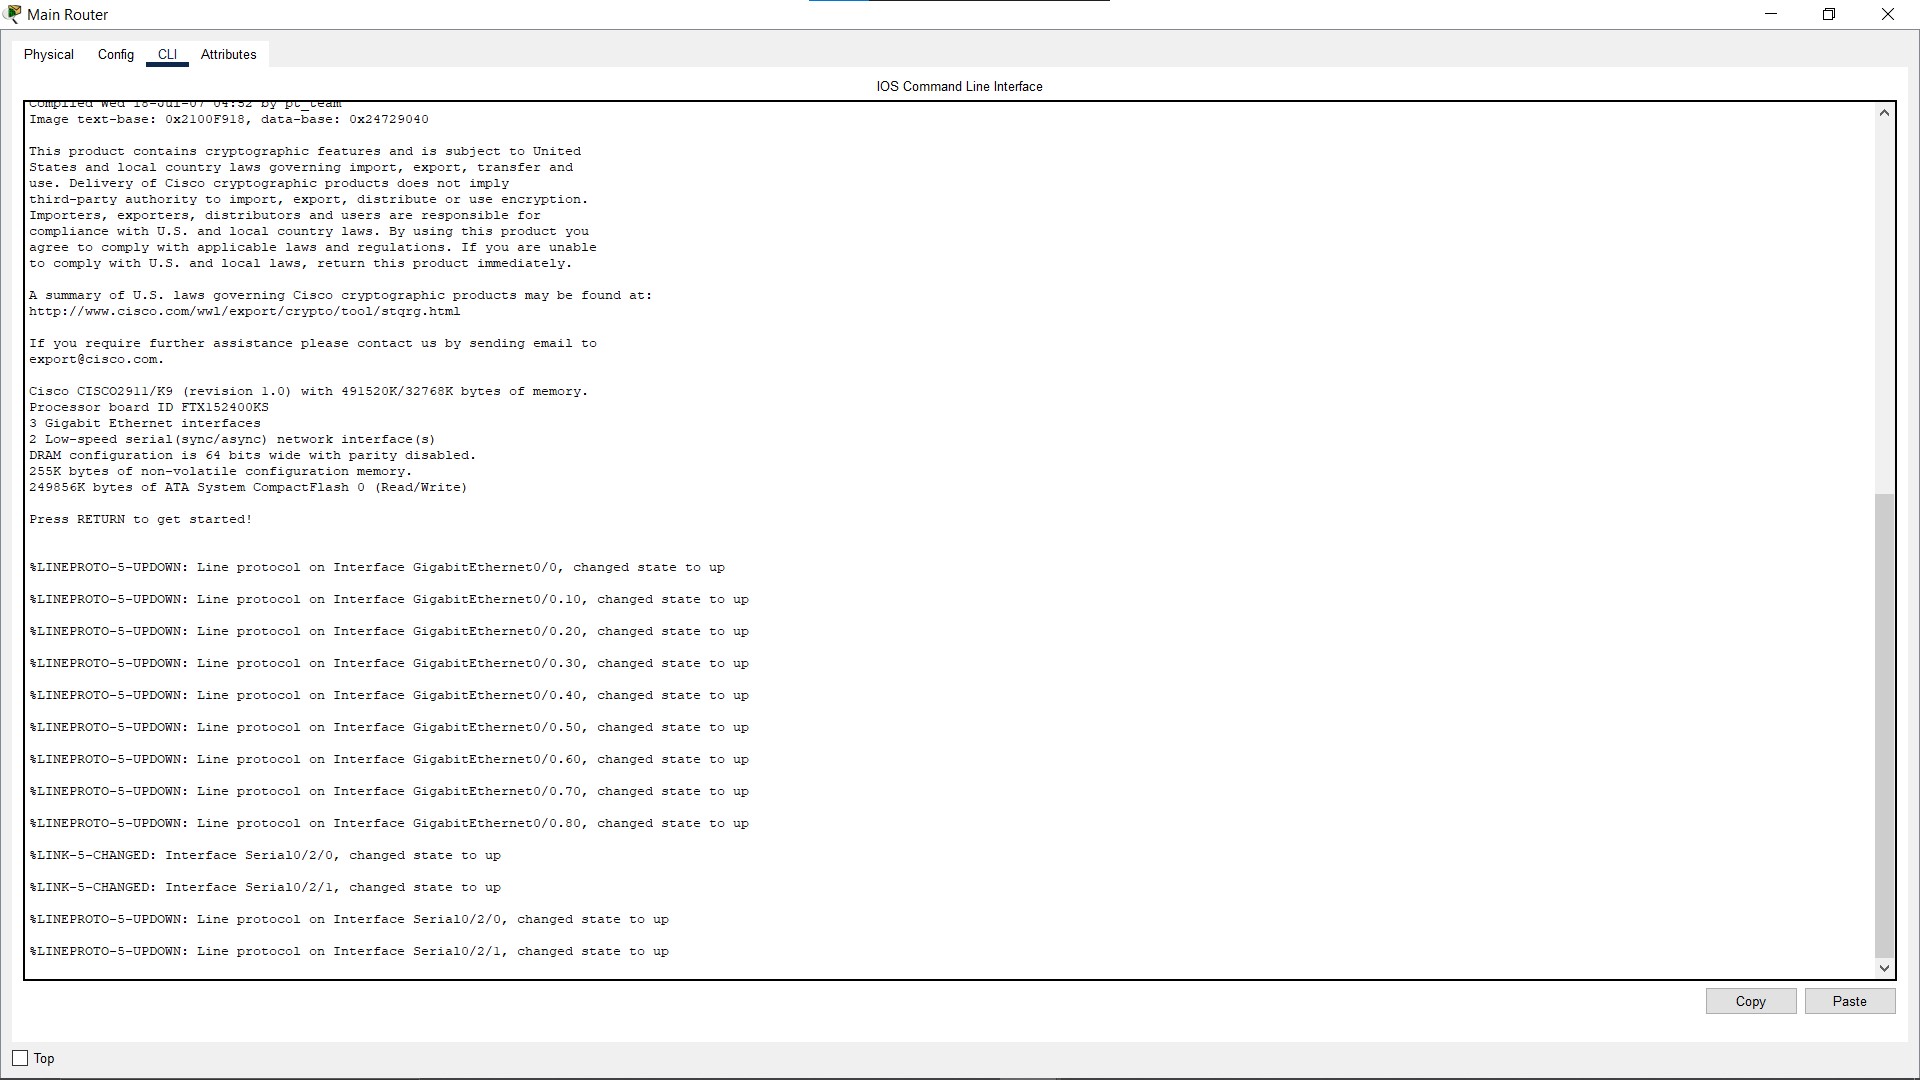 Main Router
Physical Config CLI Attributes
IOS Command Line Interface
Compiled Wed 18-Jul-07 04:52 by pt_team
Image text-base: 0x2100F918, data-base: 0x24729040
This product contains cryptographic features and is subject to United
States and local country laws governing import, export, transfer and
use. Delivery of Cisco cryptographic products does not imply
third-party authority to import, export, distribute or use encryption.
Importers, exporters, distributors and users are responsible for
compliance with U.S. and local country laws. By using this product you
agree to comply with applicable laws and regulations. If you are unable
to comply with U.S. and local laws, return this product immediately.
A summary of U.S. laws governing Cisco cryptographic products may be found at:
http://www.cisco.com/wwl/export/crypto/tool/stqrg.html
If you require further assistance please contact us by sending email to
export@cisco.com.
Cisco CISCO2911/K9 (revision 1.0) with 491520K/32768K bytes of memory.
Processor board ID FTX152400KS
3 Gigabit Ethernet interfaces
2 Low-speed serial(sync/async) network interface(s)
DRAM configuration is 64 bits wide with parity disabled.
255K bytes of non-volatile configuration memory.
249856K bytes of ATA System CompactFlash 0 (Read/Write)
Press RETURN to get started!
%LINEPROTO-5-UPDOWN: Line protocol on Interface GigabitEthernet0/0, changed state to up
%LINEPROTO-5-UPDOWN: Line protocol on Interface GigabitEthernet0/0.10, changed state to up
%LINEPROTO-5-UPDOWN: Line protocol on Interface GigabitEthernet0/0.20, changed state to up
%LINEPROTO-5-UPDOWN: Line protocol on Interface GigabitEthernet0/0.30, changed state to up
%LINEPROTO-5-UPDOWN: Line protocol on Interface GigabitEthernet0/0.40, changed state to up
%LINEPROTO-5-UPDOWN: Line protocol on Interface GigabitEthernet0/0.50, changed state to up
%LINEPROTO-5-UPDOWN: Line protocol on Interface GigabitEthernet0/0.60, changed state to up
%LINEPROTO-5-UPDOWN: Line protocol on Interface GigabitEthernet0/0.70, changed state to up
%LINEPROTO-5-UPDOWN: Line protocol on Interface GigabitEthernet0/0.80, changed state to up
%LINK-5-CHANGED: Interface Serial0/2/0, changed state to up
%LINK-5-CHANGED: Interface Serial0/2/1, changed state to up
%LINEPROTO-5-UPDOWN: Line protocol on Interface Serial0/2/0, changed state to up
%LINEPROTO-5-UPDOWN: Line protocol on Interface Serial0/2/1, changed state to up
Copy Paste
Top